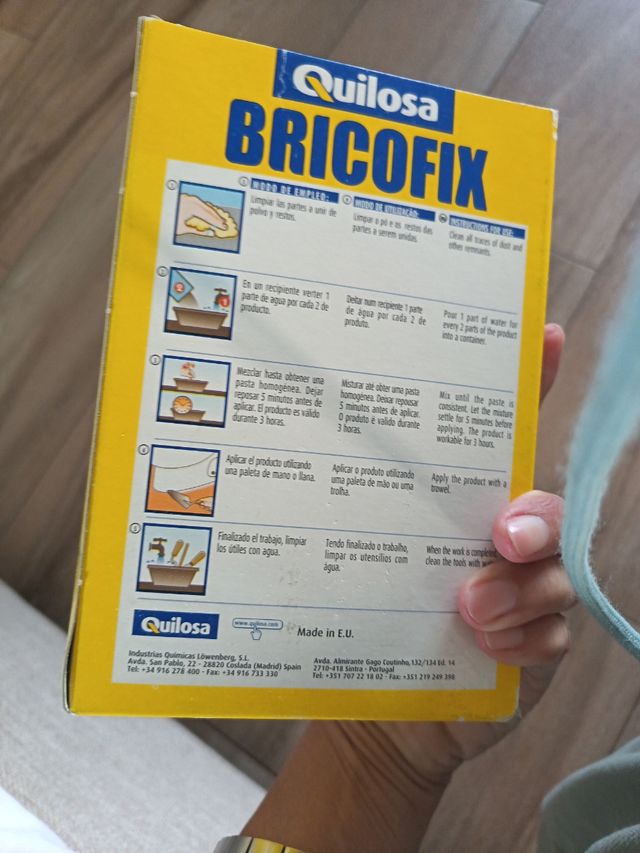 Quilosa
BRICOFIX
MODO DE EMPLEO:
Limpiar las partes a unir de
polvo y restos.
MODO DE UTILIZAÇÃO:
Limpar o pó e os restos das
partes a serem unidas.
INSTRUCTIONS FOR USE:
Clean all traces of dust and
other remnants.
2
1
En un recipiente verter 1
parte de agua por cada 2 de
producto.
Deitar num recipiente 1 parte
de água por cada 2 de
produto.
Pour 1 part of water for
every 2 parts of the product
into a container.
Mezclar hasta obtener una
pasta homogénea. Dejar
reposar 5 minutos antes de
aplicar. El producto es válido
durante 3 horas.
Misturar até obter uma pasta
homogénea. Deixar repousar
5 minutos antes de aplicar.
O produto é valido durante
3 horas.
Mix until the paste is
consistent. Let the mixture
settle for 5 minutes before
applying. The product is
workable for 3 hours.
4
Aplicar el producto utilizando
una paleta de mano o llana.
Aplicar o produto utilizando
uma paleta de mão ou uma
trolha.
Apply the product with a
trowel.
5
Finalizado el trabajo, limpiar
los útiles con agua.
Tendo finalizado o trabalho,
limpar os utensílios com
água.
When the work is completed
clean the tools with
Quilosa
www.quilosa.com
Made in E.U.
Industrias Químicas Löwenberg, S.L.
Avda. San Pablo, 22 - 28820 Coslada (Madrid) Spain
Tel: +34 916 278 400 - Fax: +34 916 733 330
Avda. Almirante Gago Coutinho,132/134 Ed. 14
2710-418 Sintra - Portugal
Tel: +351 707 22 18 02 - Fax: +351 219 249 398